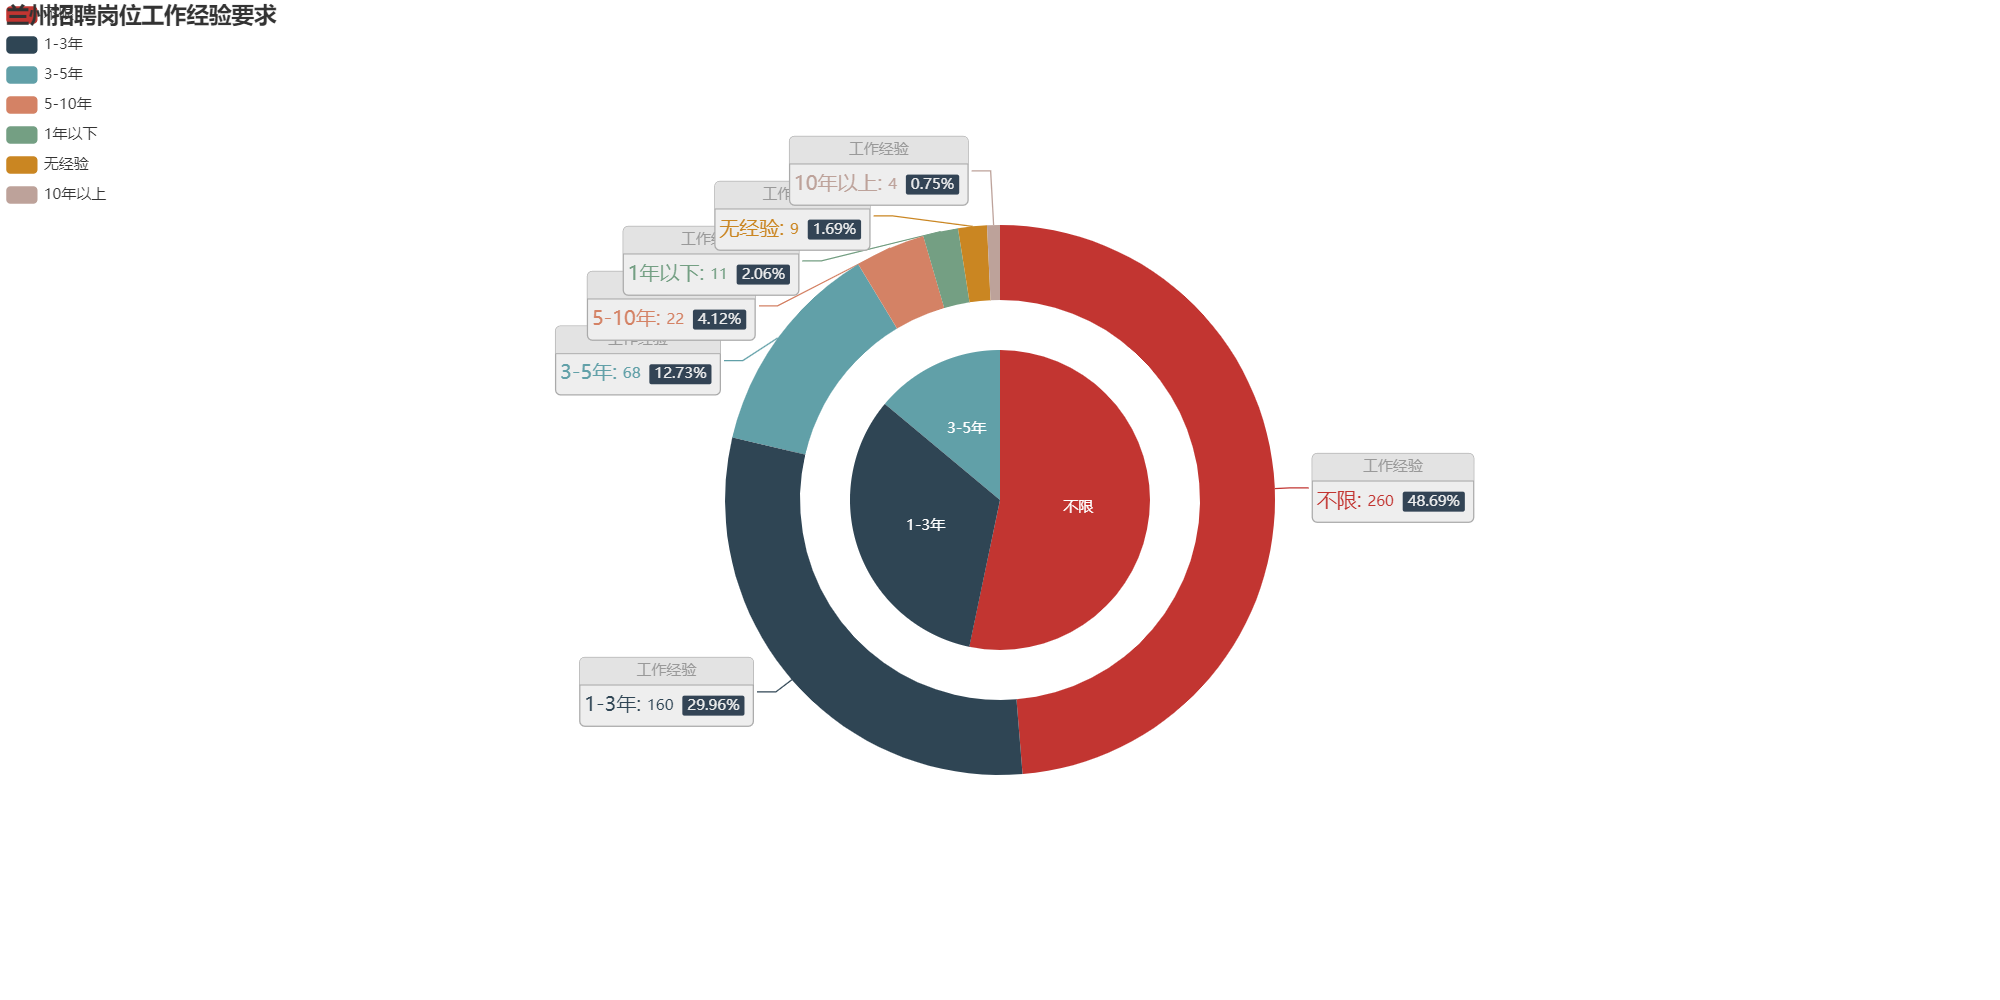 兰州招聘岗位工作经验要求
1-3年
3-5年
5-10年
1年以下
无经验
10年以上
工作经验
10年以上: 4 0.75%
工作
无经验: 9 1.69%
工作
1年以下: 11 2.06%
5-10年: 22 4.12%
工作经验
3-5年: 68 12.73%
3-5年
不限
1-3年
工作经验
不限: 260 48.69%
工作经验
1-3年: 160 29.96%